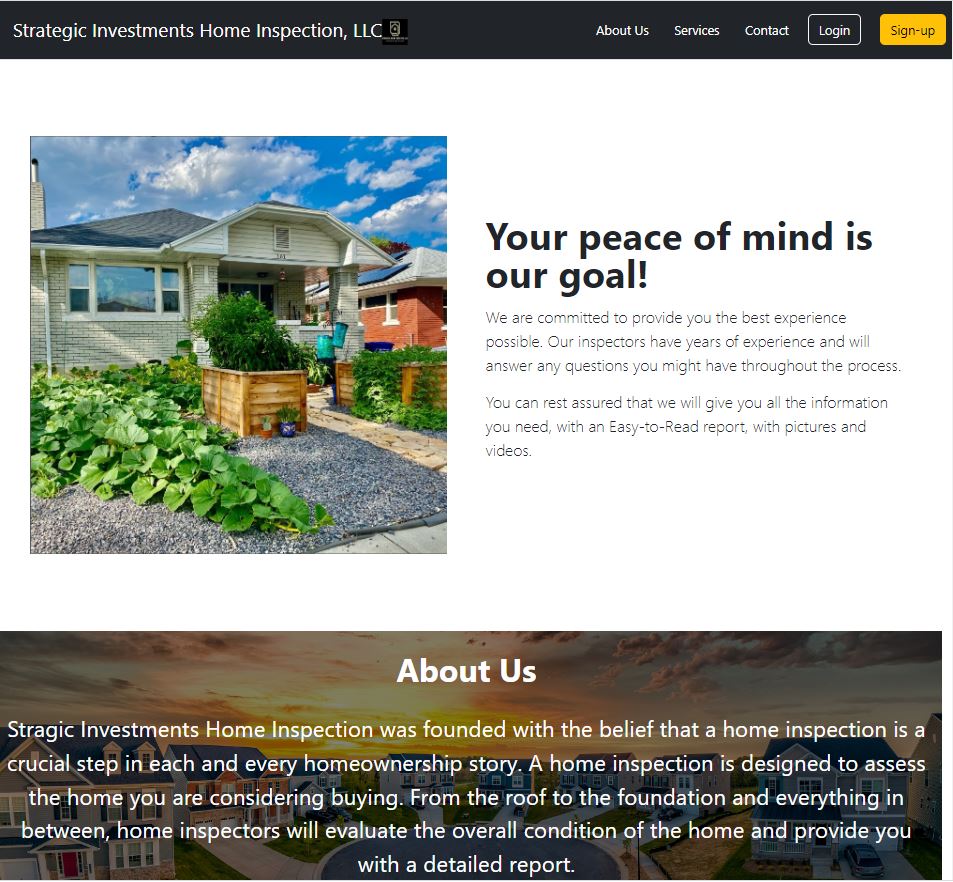 Strategic Investments Home Inspection, LLC
About Us
Services
Contact
Login
Sign-up
Your peace of mind is
our goal!
We are committed to provide you the best experience
possible. Our inspectors have years of experience and will
answer any questions you might have throughout the process.
You can rest assured that we will give you all the information
you need, with an Easy-to-Read report, with pictures and
videos.
About Us
Stragic Investments Home Inspection was founded with the belief that a home inspection is a
crucial step in each and every homeownership story. A home inspection is designed to assess
the home you are considering buying. From the roof to the foundation and everything in
between, home inspectors will evaluate the overall condition of the home and provide you
with a detailed report.